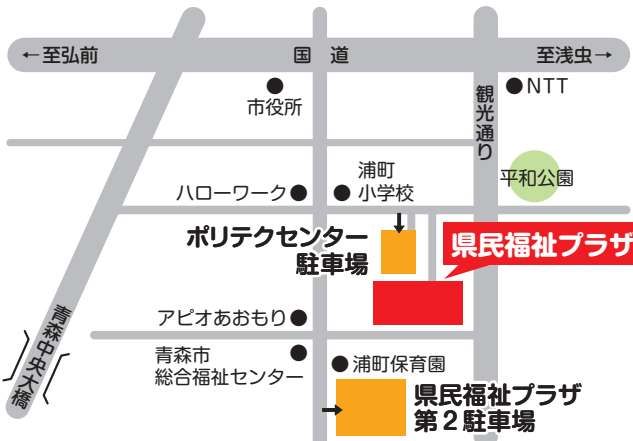 ←至弘前
国道
至浅虫→
市役所
観光通り
NTT
平和公園
浦町
小学校
ハローワーク
ポリテクセンター
駐車場
県民福祉プラザ
アピオあおもり
青森中央大橋
青森市
総合福祉センター
浦町保育園
県民福祉プラザ
第2駐車場